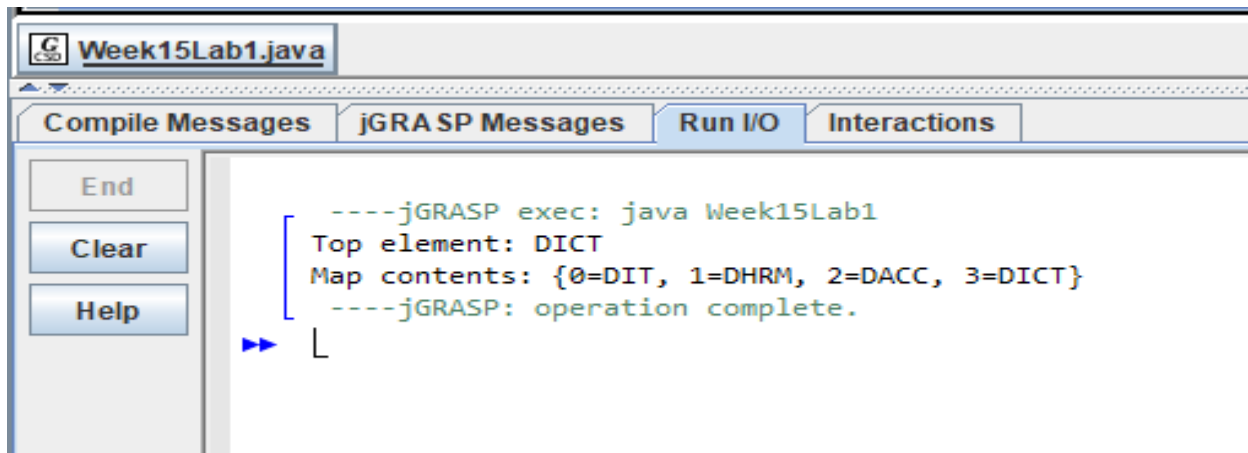 Week15Lab1.java
Compile Messages jGRASP Messages Run I/O Interactions
End
Clear
Help
----jGRASP exec: java Week15Lab1
Top element: DICT
Map contents: {0=DIT, 1=DHRM, 2=DACC, 3=DICT}
----jGRASP: operation complete.